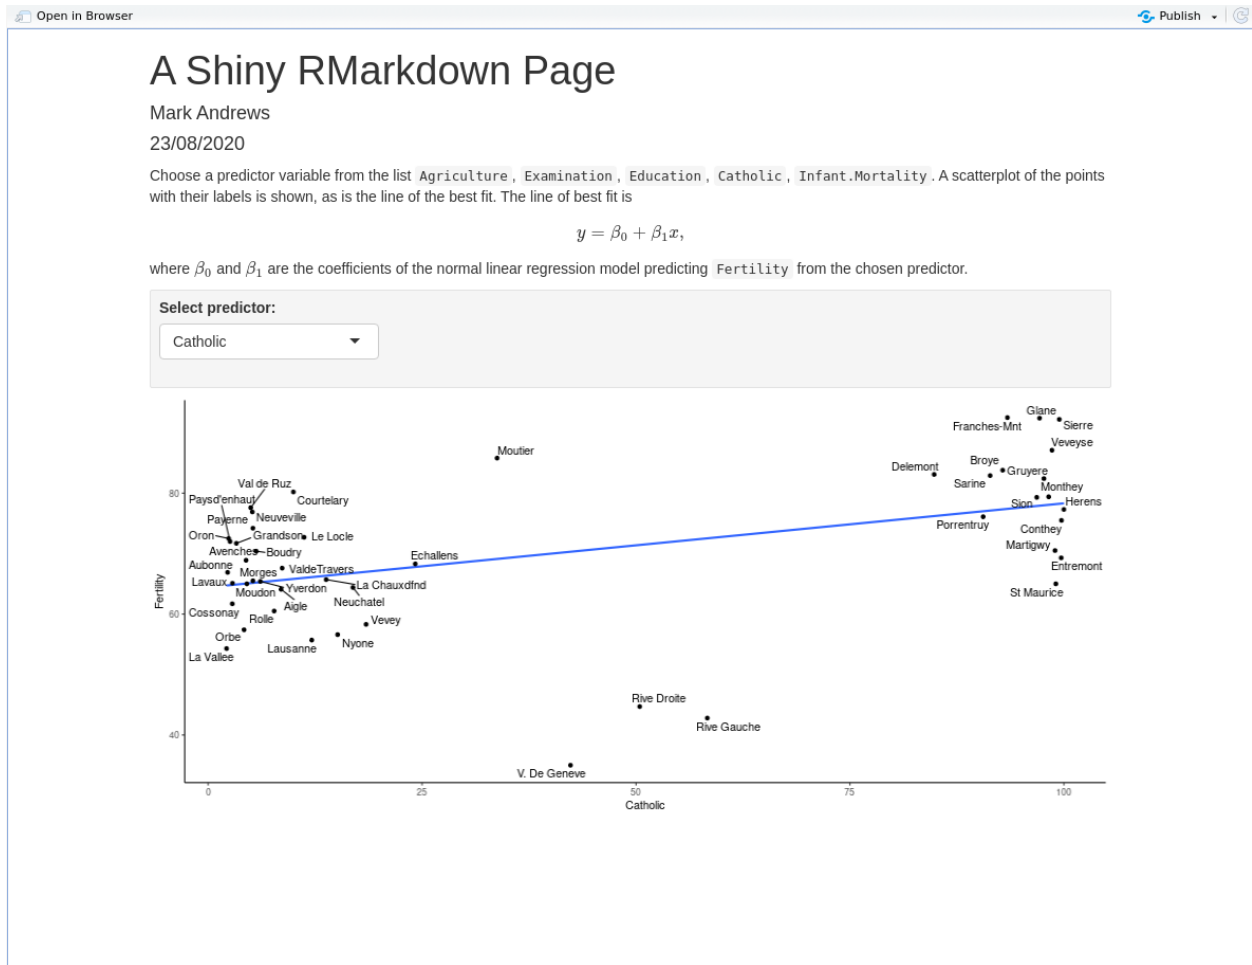 Open in Browser
Publish
A Shiny RMarkdown Page
Mark Andrews
23/08/2020
Choose a predictor variable from the list Agriculture, Examination, Education, Catholic, Infant.Mortality. A scatterplot of the points
with their labels is shown, as is the line of the best fit. The line of best fit is
y = β₀ + β₁x,
where β₀ and β₁ are the coefficients of the normal linear regression model predicting Fertility from the chosen predictor.
Select predictor:
Catholic
Glane
Franches-Mnt
Sierre
Veveyse
Moutier
Broye
Delemont
Gruyere
Val de Ruz
Sarine
Monthey
80
Paysd'enhaut
Courtelary
Sion
Herens
Payerne
Neuveville
Porrentruy
Conthey
Oron
Grandson
Le Locle
Martigwy
Avenches
Boudry
Echallens
Aubonne
Morges
ValdeTravers
Entremont
Lavaux
Moudon
Yverdon
La Chauxdfnd
St Maurice
Fertility
Aigle
Neuchatel
60
Cossonay
Rolle
Vevey
Orbe
Nyone
Lausanne
La Vallee
Rive Droite
Rive Gauche
40
V. De Geneve
0
25
50
75
100
Catholic